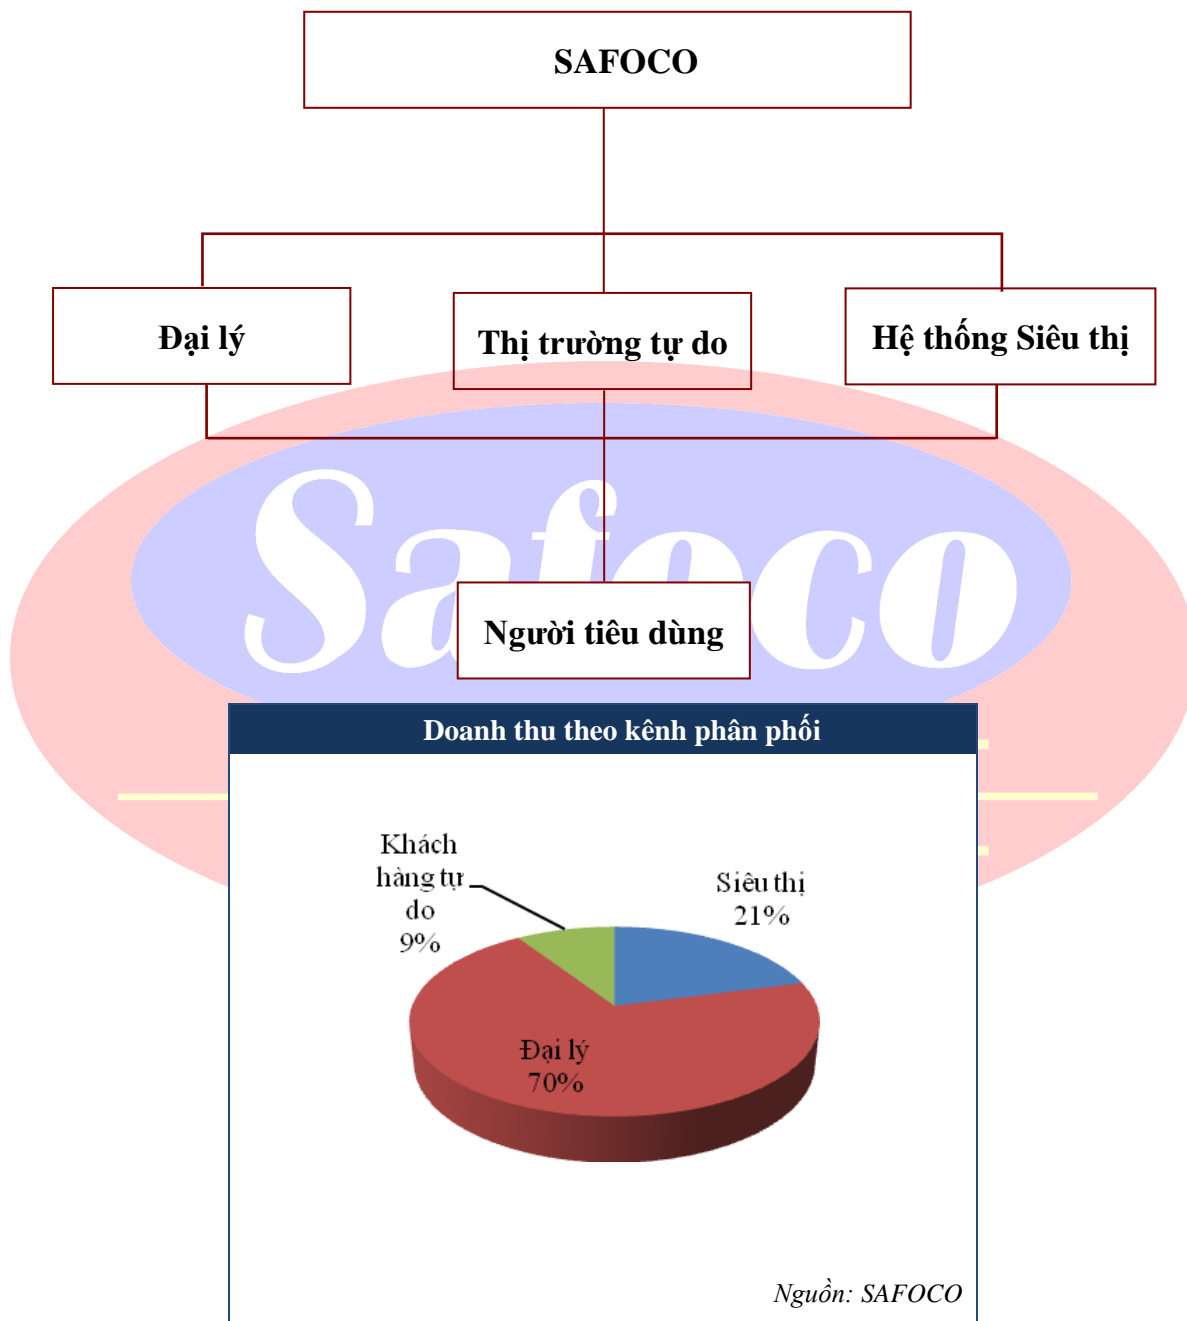 SAFOCO
Đại lý
Thị trường tự do
Hệ thống Siêu thị
Safoco
Người tiêu dùng
Doanh thu theo kênh phân phối
Khách
hàng tự
do
9%
Siêu thị
21%
Đại lý
70%
Nguồn: SAFOCO